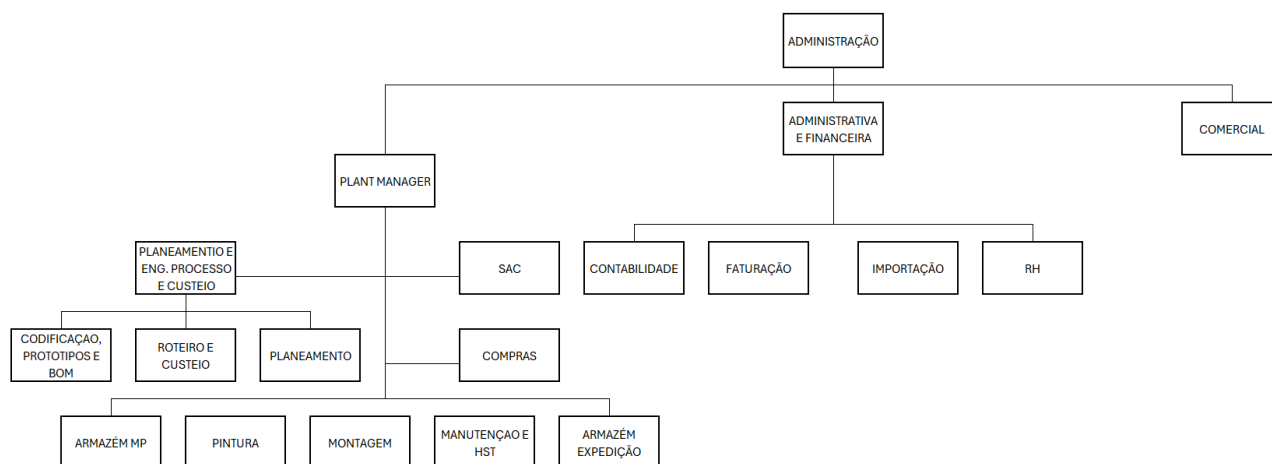 ADMINISTRAÇÃO
ADMINISTRATIVA
E FINANCEIRA
COMERCIAL
PLANT MANAGER
PLANEAMENTIO E
ENG. PROCESSO
E CUSTEIO
SAC
CONTABILIDADE
FATURAÇÃO
IMPORTAÇÃO
RH
CODIFICAÇAO,
PROTOTIPOS E
BOM
ROTEIRO E
CUSTEIO
PLANEAMENTO
COMPRAS
ARMAZÉM MP
PINTURA
MONTAGEM
MANUTENÇAO E
HST
ARMAZÉM
EXPEDIÇÃO